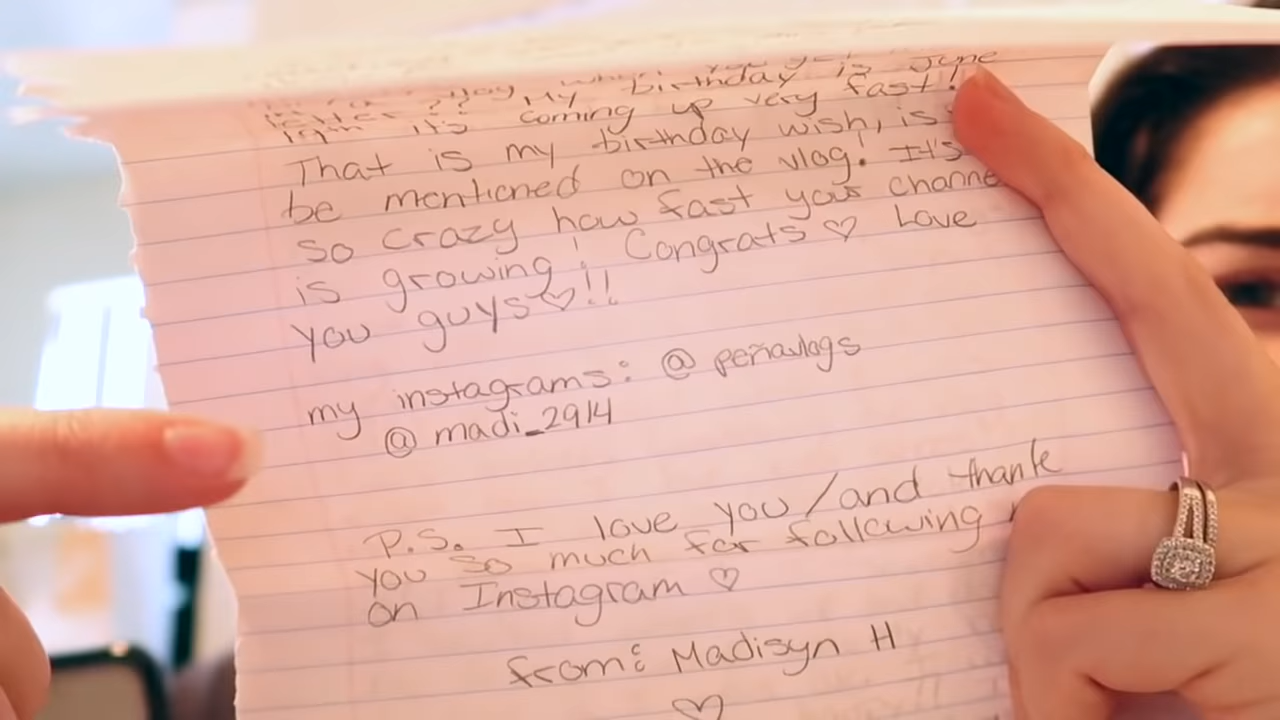 My birthday is June
19th it's coming up very fast!
That is my birthday wish, is
be mentioned on the vlog! It's
so crazy how fast your channe
is growing! Congrats ♡ Love
you guys ♡!!
my instagrams: @ peñavlogs
@ madi_2914
P.S. I love you/and thank
you so much for following
on Instagram ♡
from: Madisyn H
♡